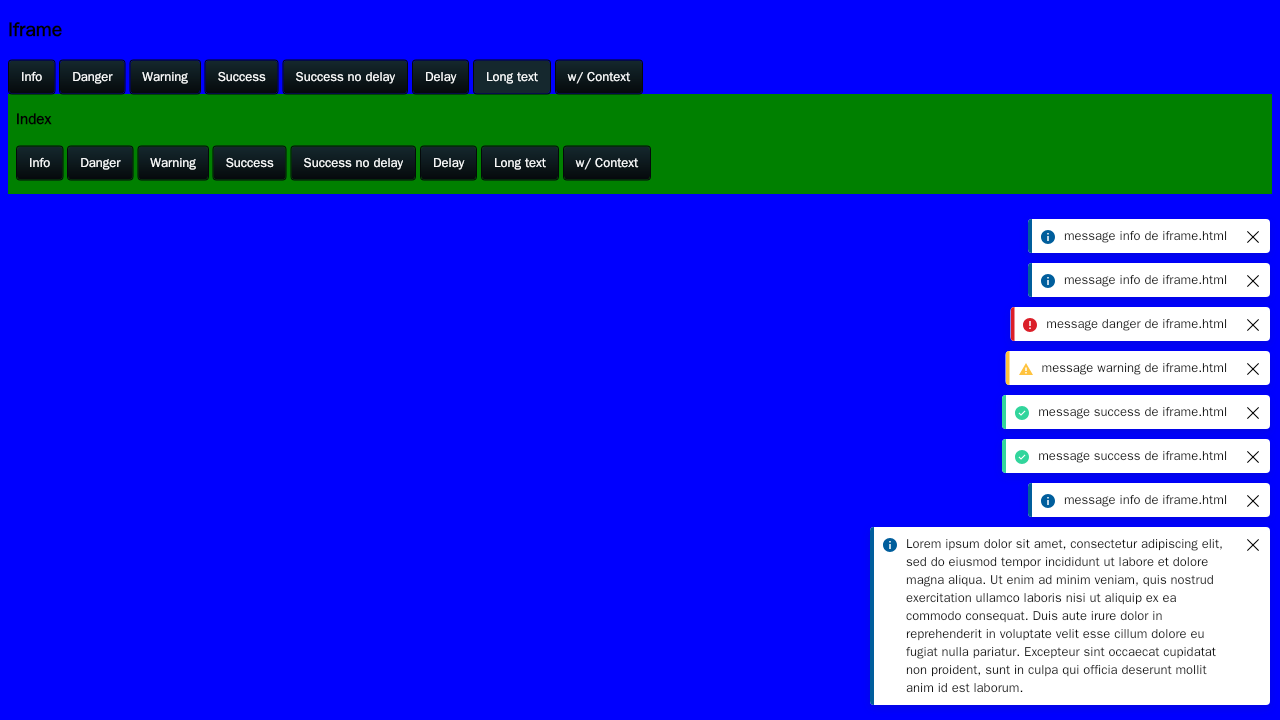 Iframe
Info Danger Warning Success Success no delay Delay Long text w/ Context
Index
Info Danger Warning Success Success no delay Delay Long text w/ Context
message info de iframe.html
message info de iframe.html
message danger de iframe.html
message warning de iframe.html
message success de iframe.html
message success de iframe.html
message info de iframe.html
Lorem ipsum dolor sit amet, consectetur adipiscing elit,
sed do eiusmod tempor incididunt ut labore et dolore
magna aliqua. Ut enim ad minim veniam, quis nostrud
exercitation ullamco laboris nisi ut aliquip ex ea
commodo consequat. Duis aute irure dolor in
reprehenderit in voluptate velit esse cillum dolore eu
fugiat nulla pariatur. Excepteur sint occaecat cupidatat
non proident, sunt in culpa qui officia deserunt mollit
anim id est laborum.